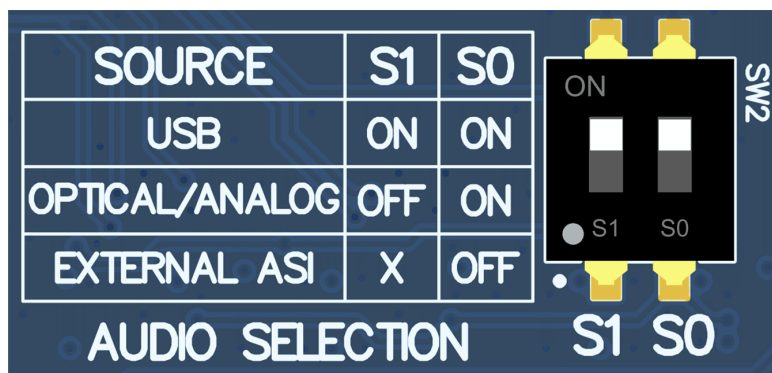 SOURCE S1 S0
USB ON ON
OPTICAL/ANALOG OFF ON
EXTERNAL ASI X OFF
AUDIO SELECTION
ON
S1 S0
S1 S0
SW2